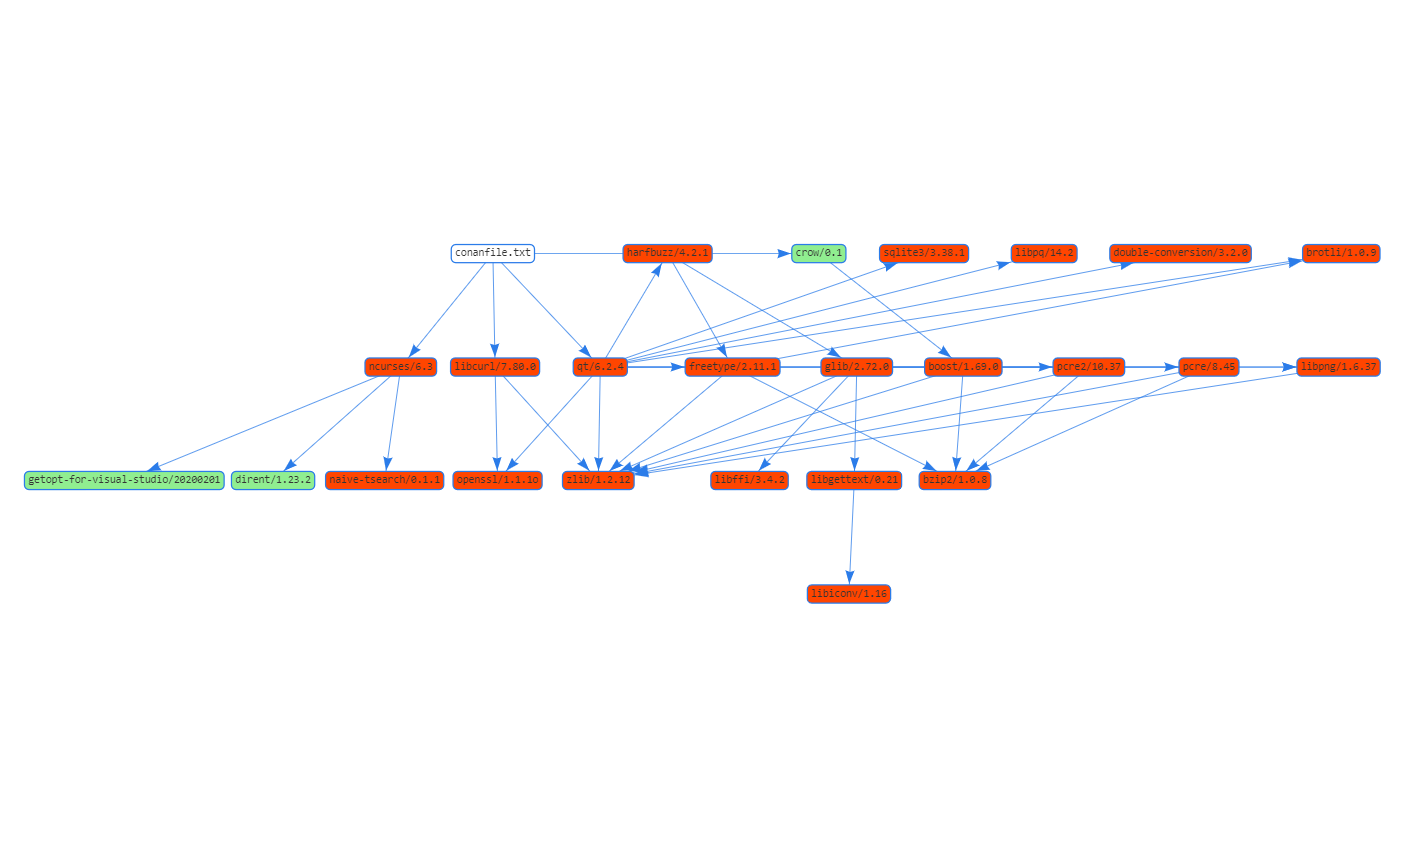 conanfile.txt
harfbuzz/4.2.1
crow/0.1
sqlite3/3.38.1
libpq/14.2
double-conversion/3.2.0
brotli/1.0.9
ncurses/6.3
libcurl/7.80.0
qt/6.2.4
freetype/2.11.1
glib/2.72.0
boost/1.69.0
pcre2/10.37
pcre/8.45
libpng/1.6.37
getopt-for-visual-studio/20200201
dirent/1.23.2
naive-tsearch/0.1.1
openssl/1.1.1o
zlib/1.2.12
libffi/3.4.2
libgettext/0.21
bzip2/1.0.8
libiconv/1.16